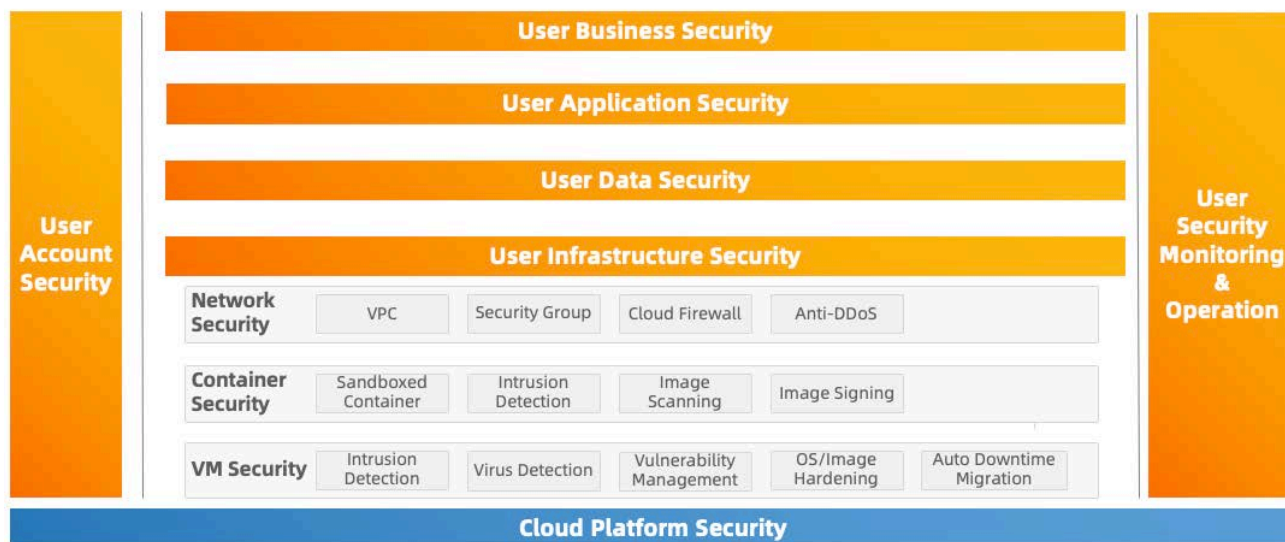 User Business Security
User Application Security
User Data Security
User
Account
Security
User Infrastructure Security
Network
Security
VPC
Security Group
Cloud Firewall
Anti-DDoS
Container
Security
Sandboxed
Container
Intrusion
Detection
Image
Scanning
Image Signing
VM Security
Intrusion
Detection
Virus Detection
Vulnerability
Management
OS/Image
Hardening
Auto Downtime
Migration
User
Security
Monitoring
&
Operation
Cloud Platform Security